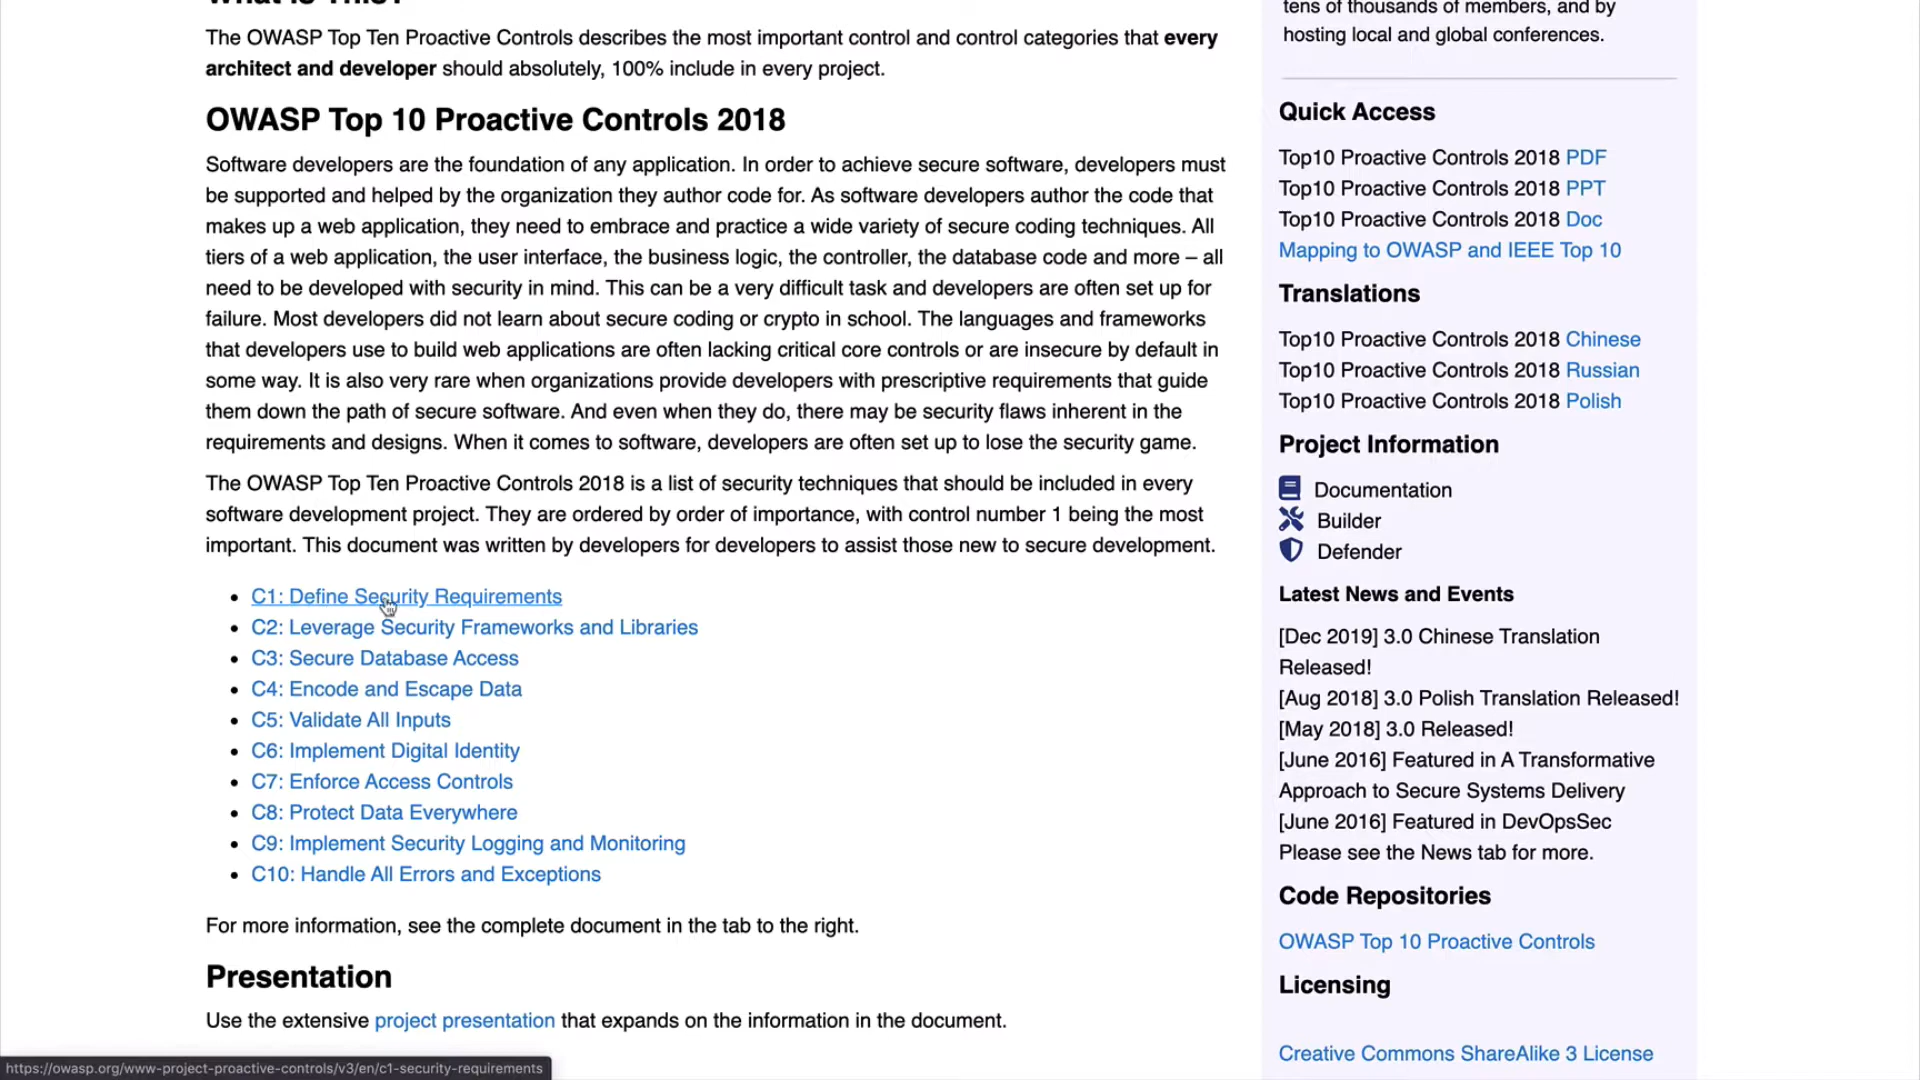 What is This?
The OWASP Top Ten Proactive Controls describes the most important control and control categories that every
architect and developer should absolutely, 100% include in every project.
OWASP Top 10 Proactive Controls 2018
Software developers are the foundation of any application. In order to achieve secure software, developers must
be supported and helped by the organization they author code for. As software developers author the code that
makes up a web application, they need to embrace and practice a wide variety of secure coding techniques. All
tiers of a web application, the user interface, the business logic, the controller, the database code and more – all
need to be developed with security in mind. This can be a very difficult task and developers are often set up for
failure. Most developers did not learn about secure coding or crypto in school. The languages and frameworks
that developers use to build web applications are often lacking critical core controls or are insecure by default in
some way. It is also very rare when organizations provide developers with prescriptive requirements that guide
them down the path of secure software. And even when they do, there may be security flaws inherent in the
requirements and designs. When it comes to software, developers are often set up to lose the security game.
The OWASP Top Ten Proactive Controls 2018 is a list of security techniques that should be included in every
software development project. They are ordered by order of importance, with control number 1 being the most
important. This document was written by developers for developers to assist those new to secure development.
• C1: Define Security Requirements
• C2: Leverage Security Frameworks and Libraries
• C3: Secure Database Access
• C4: Encode and Escape Data
• C5: Validate All Inputs
• C6: Implement Digital Identity
• C7: Enforce Access Controls
• C8: Protect Data Everywhere
• C9: Implement Security Logging and Monitoring
• C10: Handle All Errors and Exceptions
For more information, see the complete document in the tab to the right.
Presentation
Use the extensive project presentation that expands on the information in the document.
https://owasp.org/www-project-proactive-controls/v3/en/c1-security-requirements
tens of thousands of members, and by
hosting local and global conferences.
Quick Access
Top10 Proactive Controls 2018 PDF
Top10 Proactive Controls 2018 PPT
Top10 Proactive Controls 2018 Doc
Mapping to OWASP and IEEE Top 10
Translations
Top10 Proactive Controls 2018 Chinese
Top10 Proactive Controls 2018 Russian
Top10 Proactive Controls 2018 Polish
Project Information
Documentation
Builder
Defender
Latest News and Events
[Dec 2019] 3.0 Chinese Translation
Released!
[Aug 2018] 3.0 Polish Translation Released!
[May 2018] 3.0 Released!
[June 2016] Featured in A Transformative
Approach to Secure Systems Delivery
[June 2016] Featured in DevOpsSec
Please see the News tab for more.
Code Repositories
OWASP Top 10 Proactive Controls
Licensing
Creative Commons ShareAlike 3 License